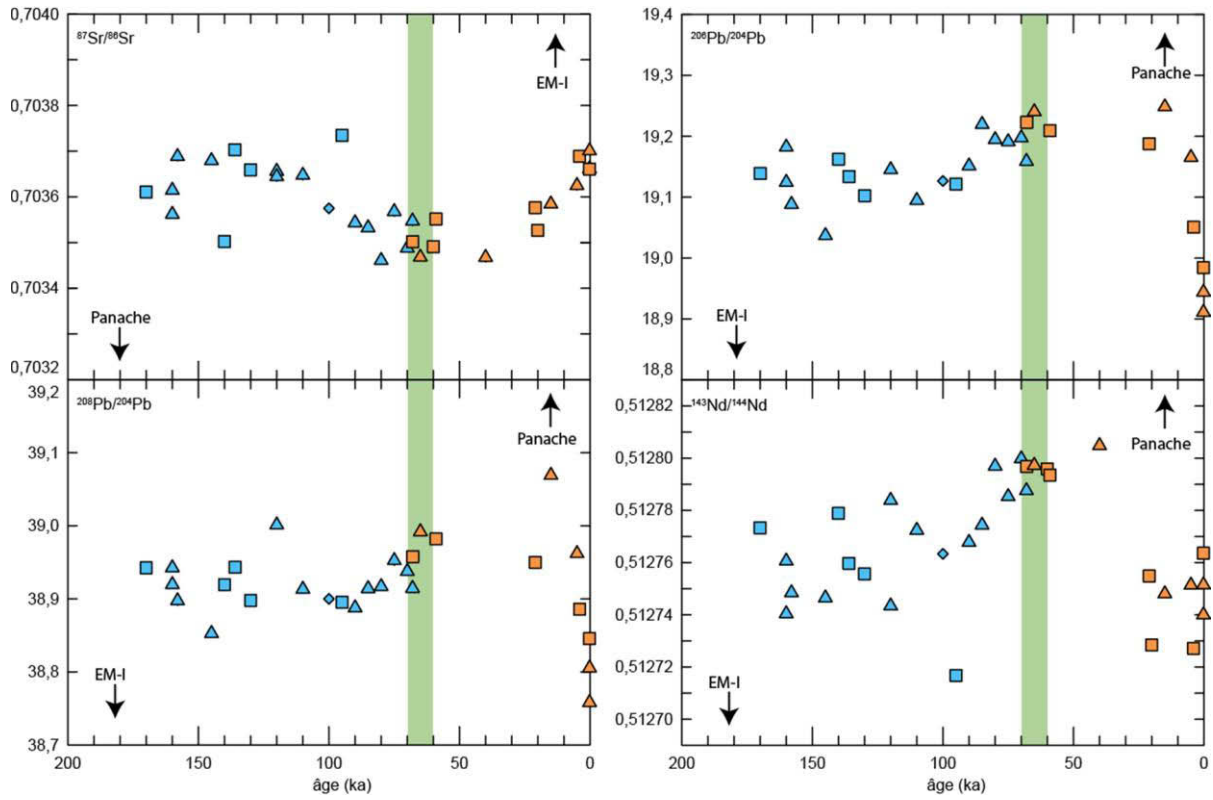 0,7040
⁸⁷Sr/⁸⁶Sr
EM-I
0,7038
0,7036
0,7034
Panache
0,7032
19,4
²⁰⁶Pb/²⁰⁴Pb
19,3
Panache
19,2
19,1
19,0
EM-I
18,9
18,8
39,2
²⁰⁸Pb/²⁰⁴Pb
Panache
39,1
39,0
38,9
38,8
EM-I
38,7
200 150 100 50 0
âge (ka)
0,51282
¹⁴³Nd/¹⁴⁴Nd
Panache
0,51280
0,51278
0,51276
0,51274
0,51272
EM-I
0,51270
200 150 100 50 0
âge (ka)